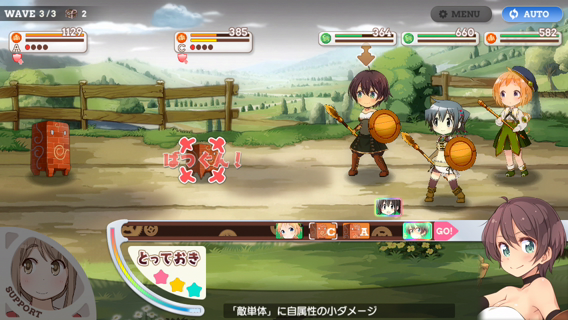 WAVE 3/3 2
MENU
AUTO
1129
385
364
660
582
C
ばつぐん!
C
A
GO!
とっておき
SUPPORT
「敵単体」に自属性の小ダメージ